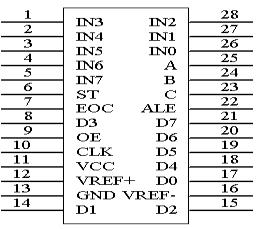 1 IN3 IN2 28
2 IN4 IN1 27
3 IN5 IN0 26
4 IN6 A 25
5 IN7 B 24
6 ST C 23
7 EOC ALE 22
8 D3 D7 21
9 OE D6 20
10 CLK D5 19
11 VCC D4 18
12 VREF+ D0 17
13 GND VREF- 16
14 D1 D2 15